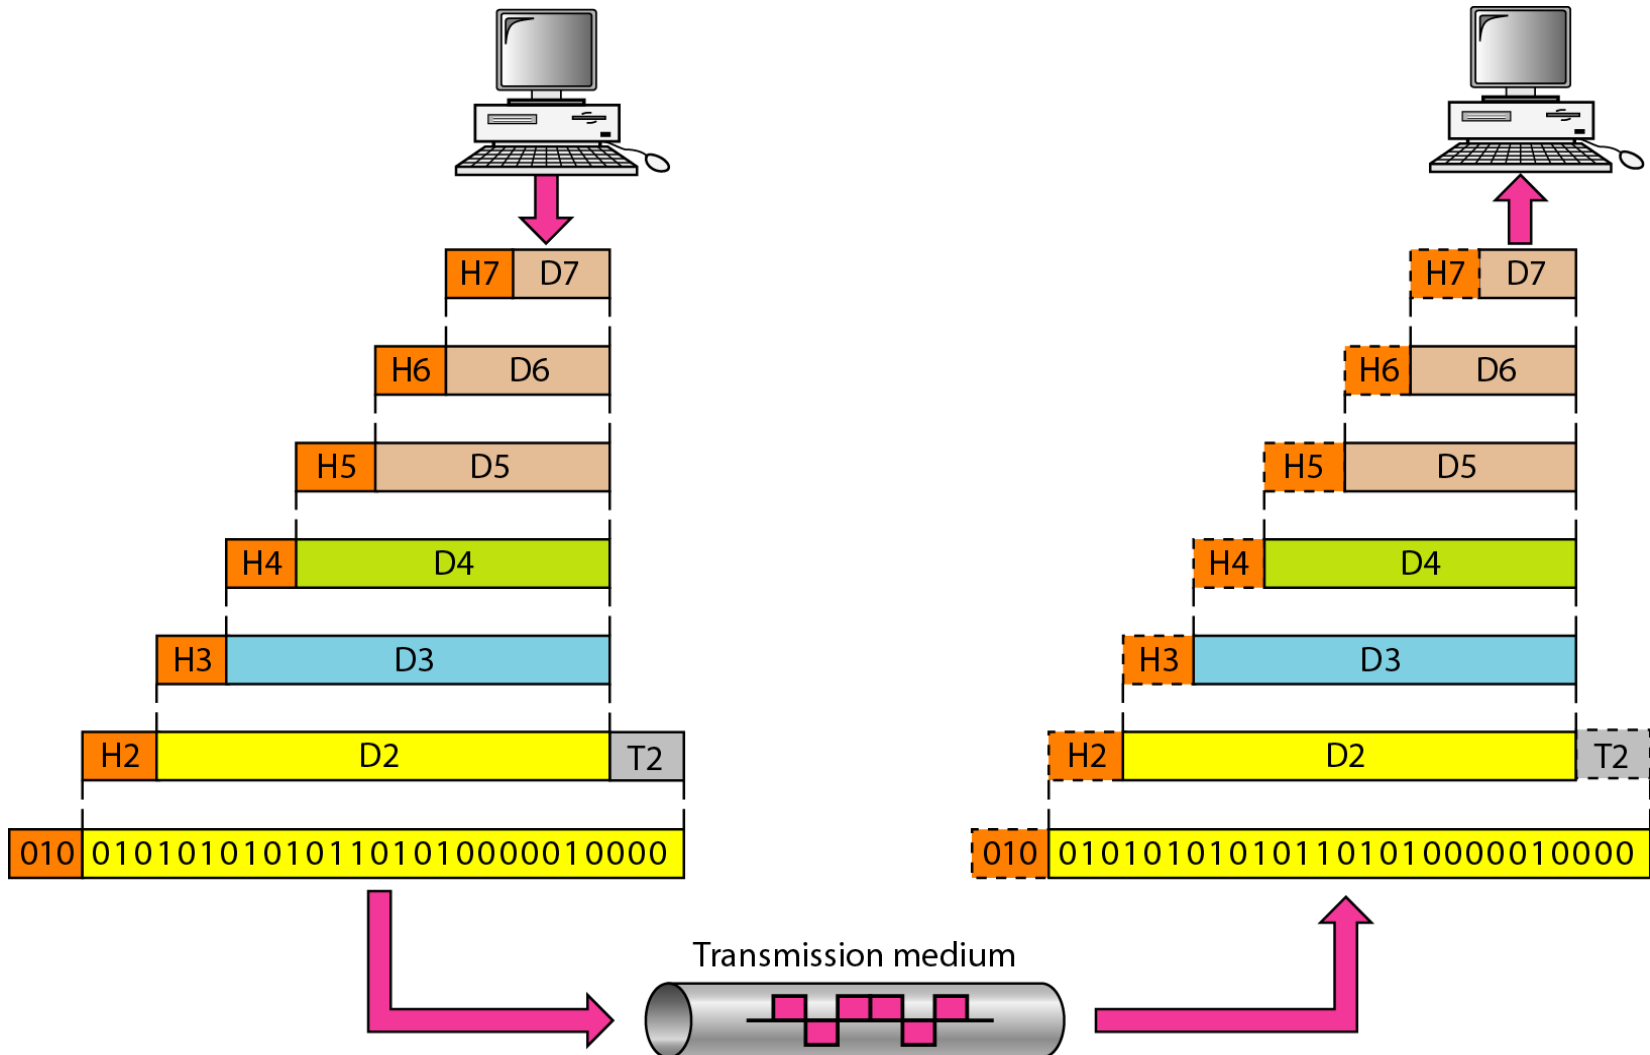 H7 D7 H7 D7
H6 D6 H6 D6
H5 D5 H5 D5
H4 D4 H4 D4
H3 D3 H3 D3
H2 D2 T2 H2 D2 T2
010 010101010101101010000010000 010 010101010101101010000010000
Transmission medium